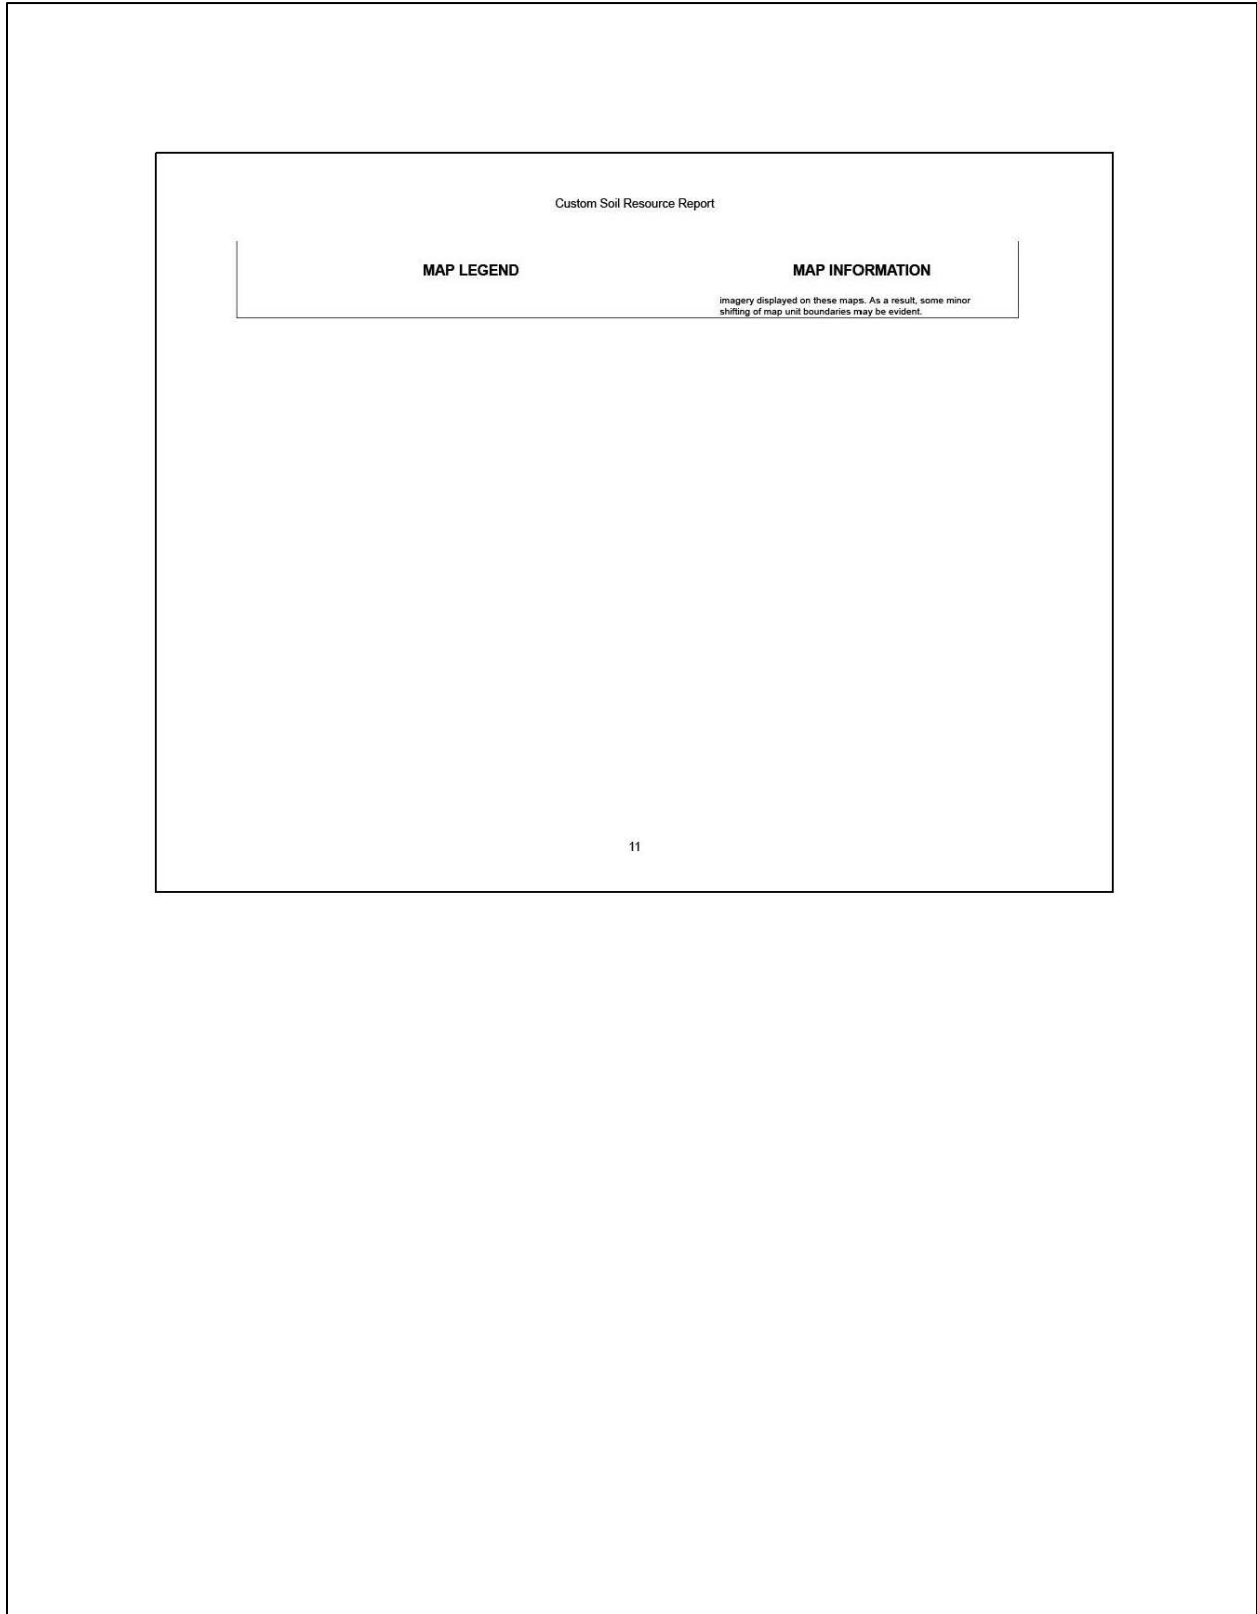 Custom Soil Resource Report
MAP LEGEND
MAP INFORMATION
imagery displayed on these maps. As a result, some minor
shifting of map unit boundaries may be evident.
11